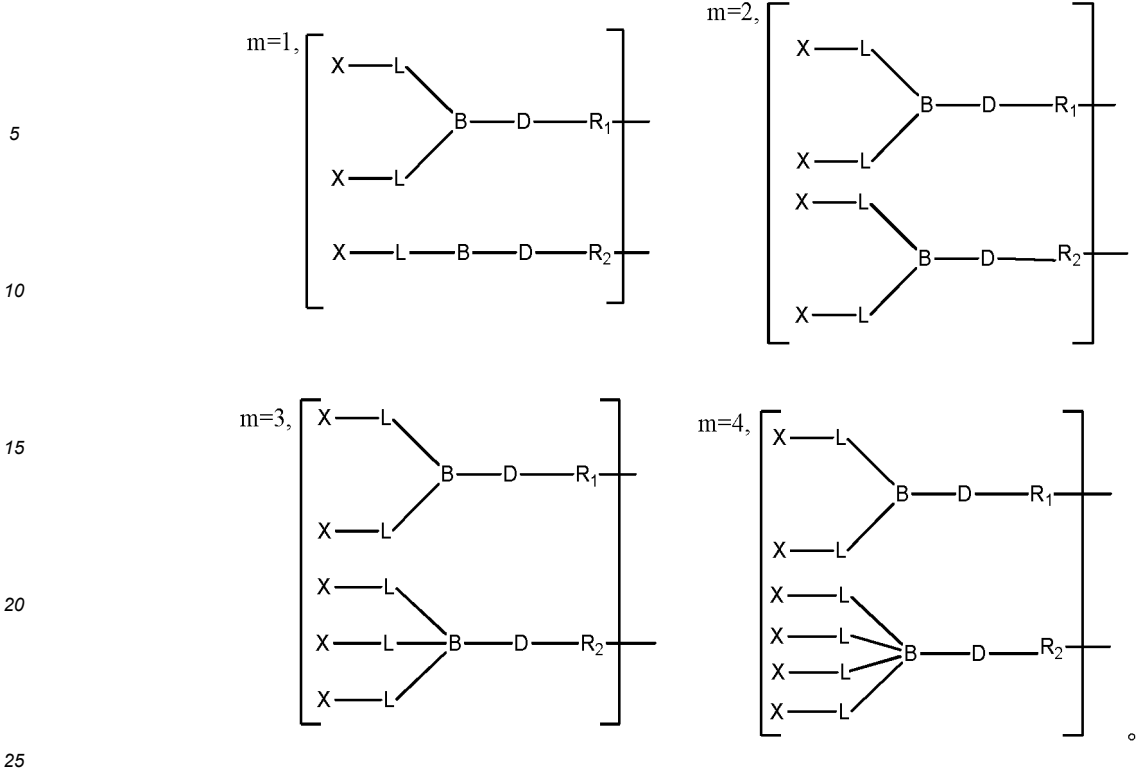 m=1,
X L
B D R₁
X L
X L B D R₂
m=2,
X L
B D R₁
X L
X L
B D R₂
X L
m=3,
X L
B D R₁
X L
X L
X L B D R₂
X L
m=4,
X L
B D R₁
X L
X L
X L
B D R₂
X L
X L
。
5
10
15
20
25